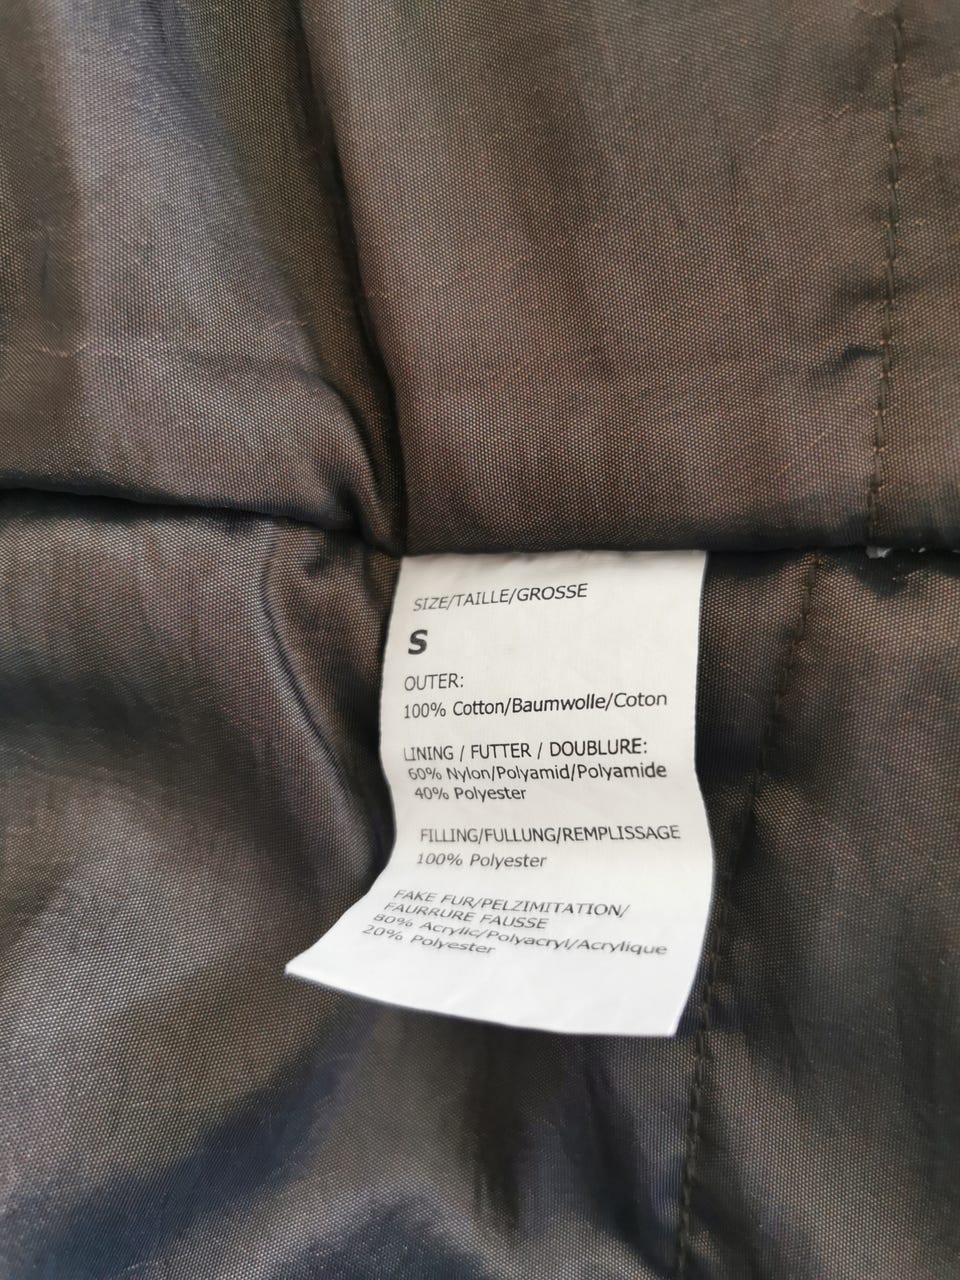 SIZE/TAILLE/GROSSE
S
OUTER:
100% Cotton/Baumwolle/Coton
LINING / FUTTER / DOUBLURE:
60% Nylon/Polyamid/Polyamide
40% Polyester
FILLING/FULLUNG/REMPLISSAGE
100% Polyester
FAKE FUR/PELZIMITATION/
FAURRURE FAUSSE
80% Acrylic/Polyacryl/Acrylique
20% Polyester